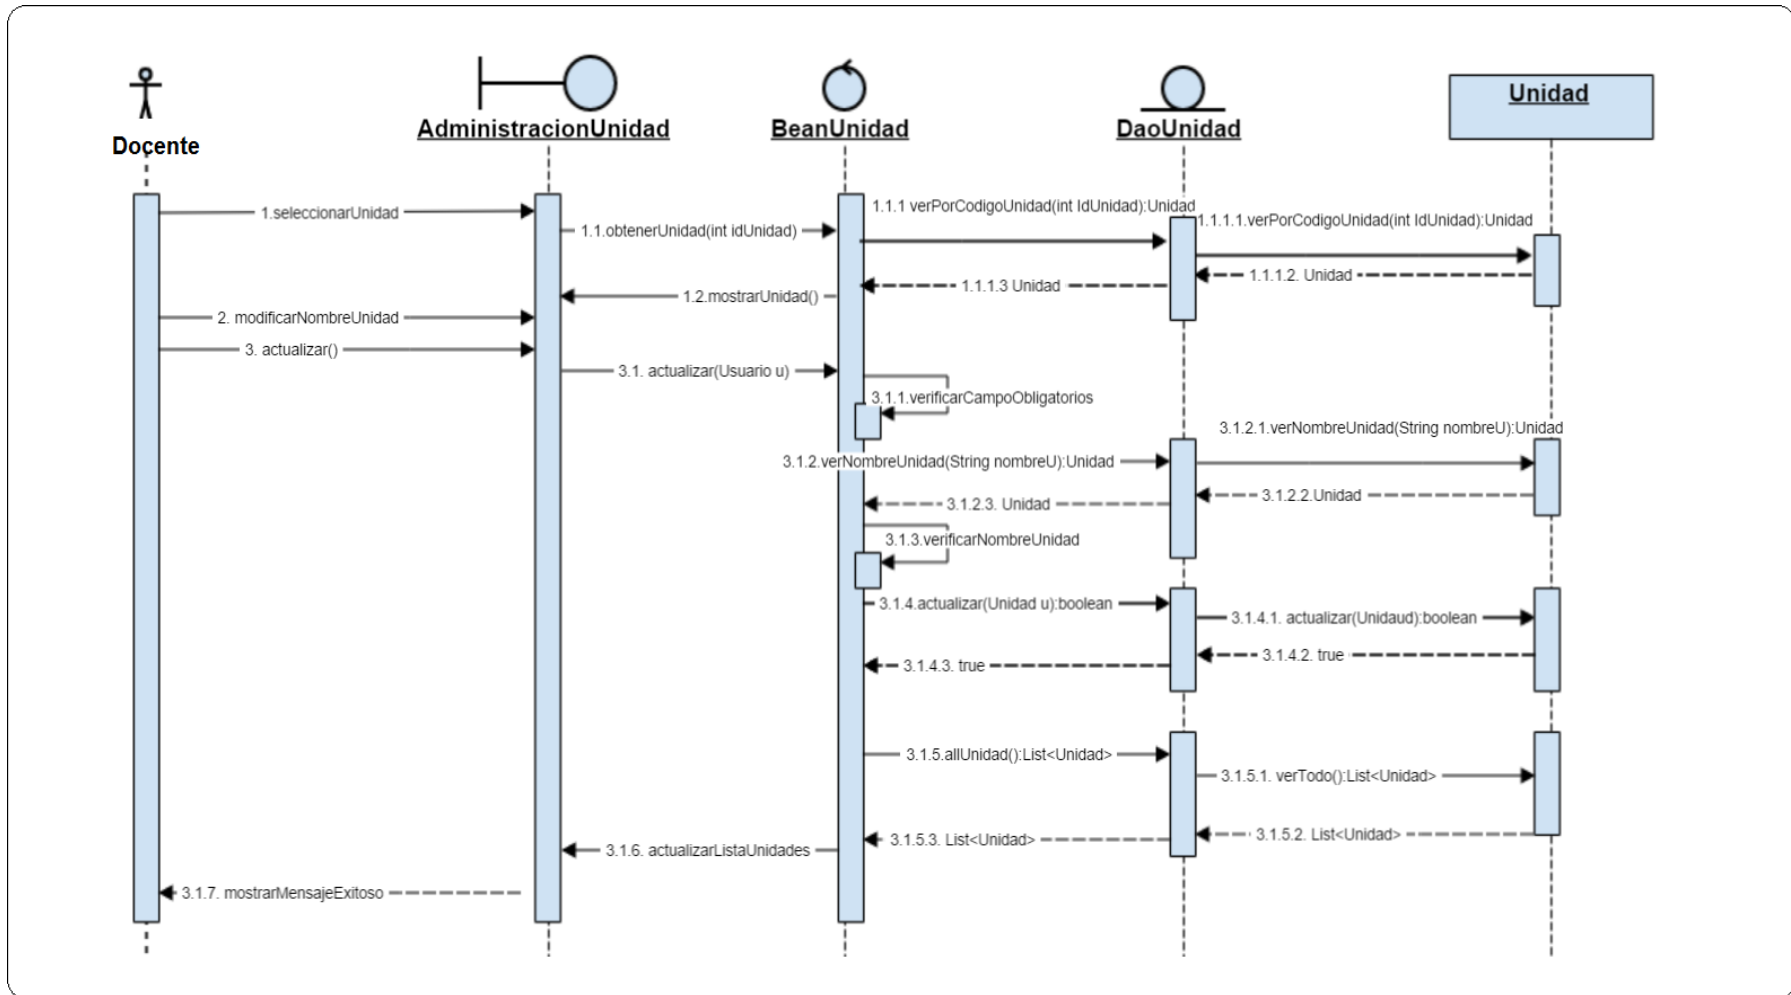 Docente
AdministracionUnidad
BeanUnidad
DaoUnidad
Unidad
1.seleccionarUnidad
1.1.obtenerUnidad(int idUnidad)
1.1.1 verPorCodigoUnidad(int IdUnidad):Unidad
1.1.1.1.verPorCodigoUnidad(int IdUnidad):Unidad
1.1.1.2. Unidad
1.1.1.3 Unidad
1.2.mostrarUnidad()
2. modificarNombreUnidad
3. actualizar()
3.1. actualizar(Usuario u)
3.1.1.verificarCampoObligatorios
3.1.2.verNombreUnidad(String nombreU):Unidad
3.1.2.1.verNombreUnidad(String nombreU):Unidad
3.1.2.2.Unidad
3.1.2.3. Unidad
3.1.3.verificarNombreUnidad
3.1.4.actualizar(Unidad u):boolean
3.1.4.1. actualizar(Unidaud):boolean
3.1.4.2. true
3.1.4.3. true
3.1.5.allUnidad():List<Unidad>
3.1.5.1. verTodo():List<Unidad>
3.1.5.2. List<Unidad>
3.1.5.3. List<Unidad>
3.1.6. actualizarListaUnidades
3.1.7. mostrarMensajeExitoso